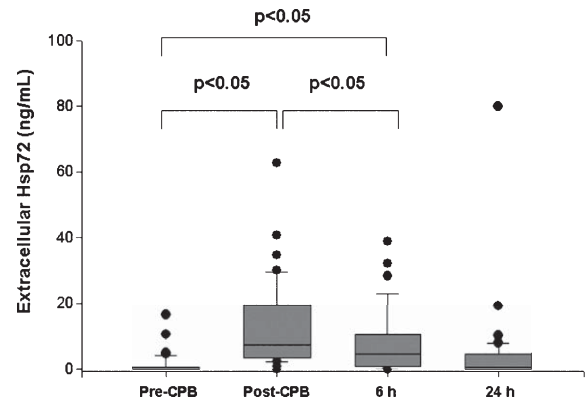 p<0.05
p<0.05 p<0.05
Extracellular Hsp72 (ng/mL)
100
80
60
40
20
0
Pre-CPB Post-CPB 6 h 24 h